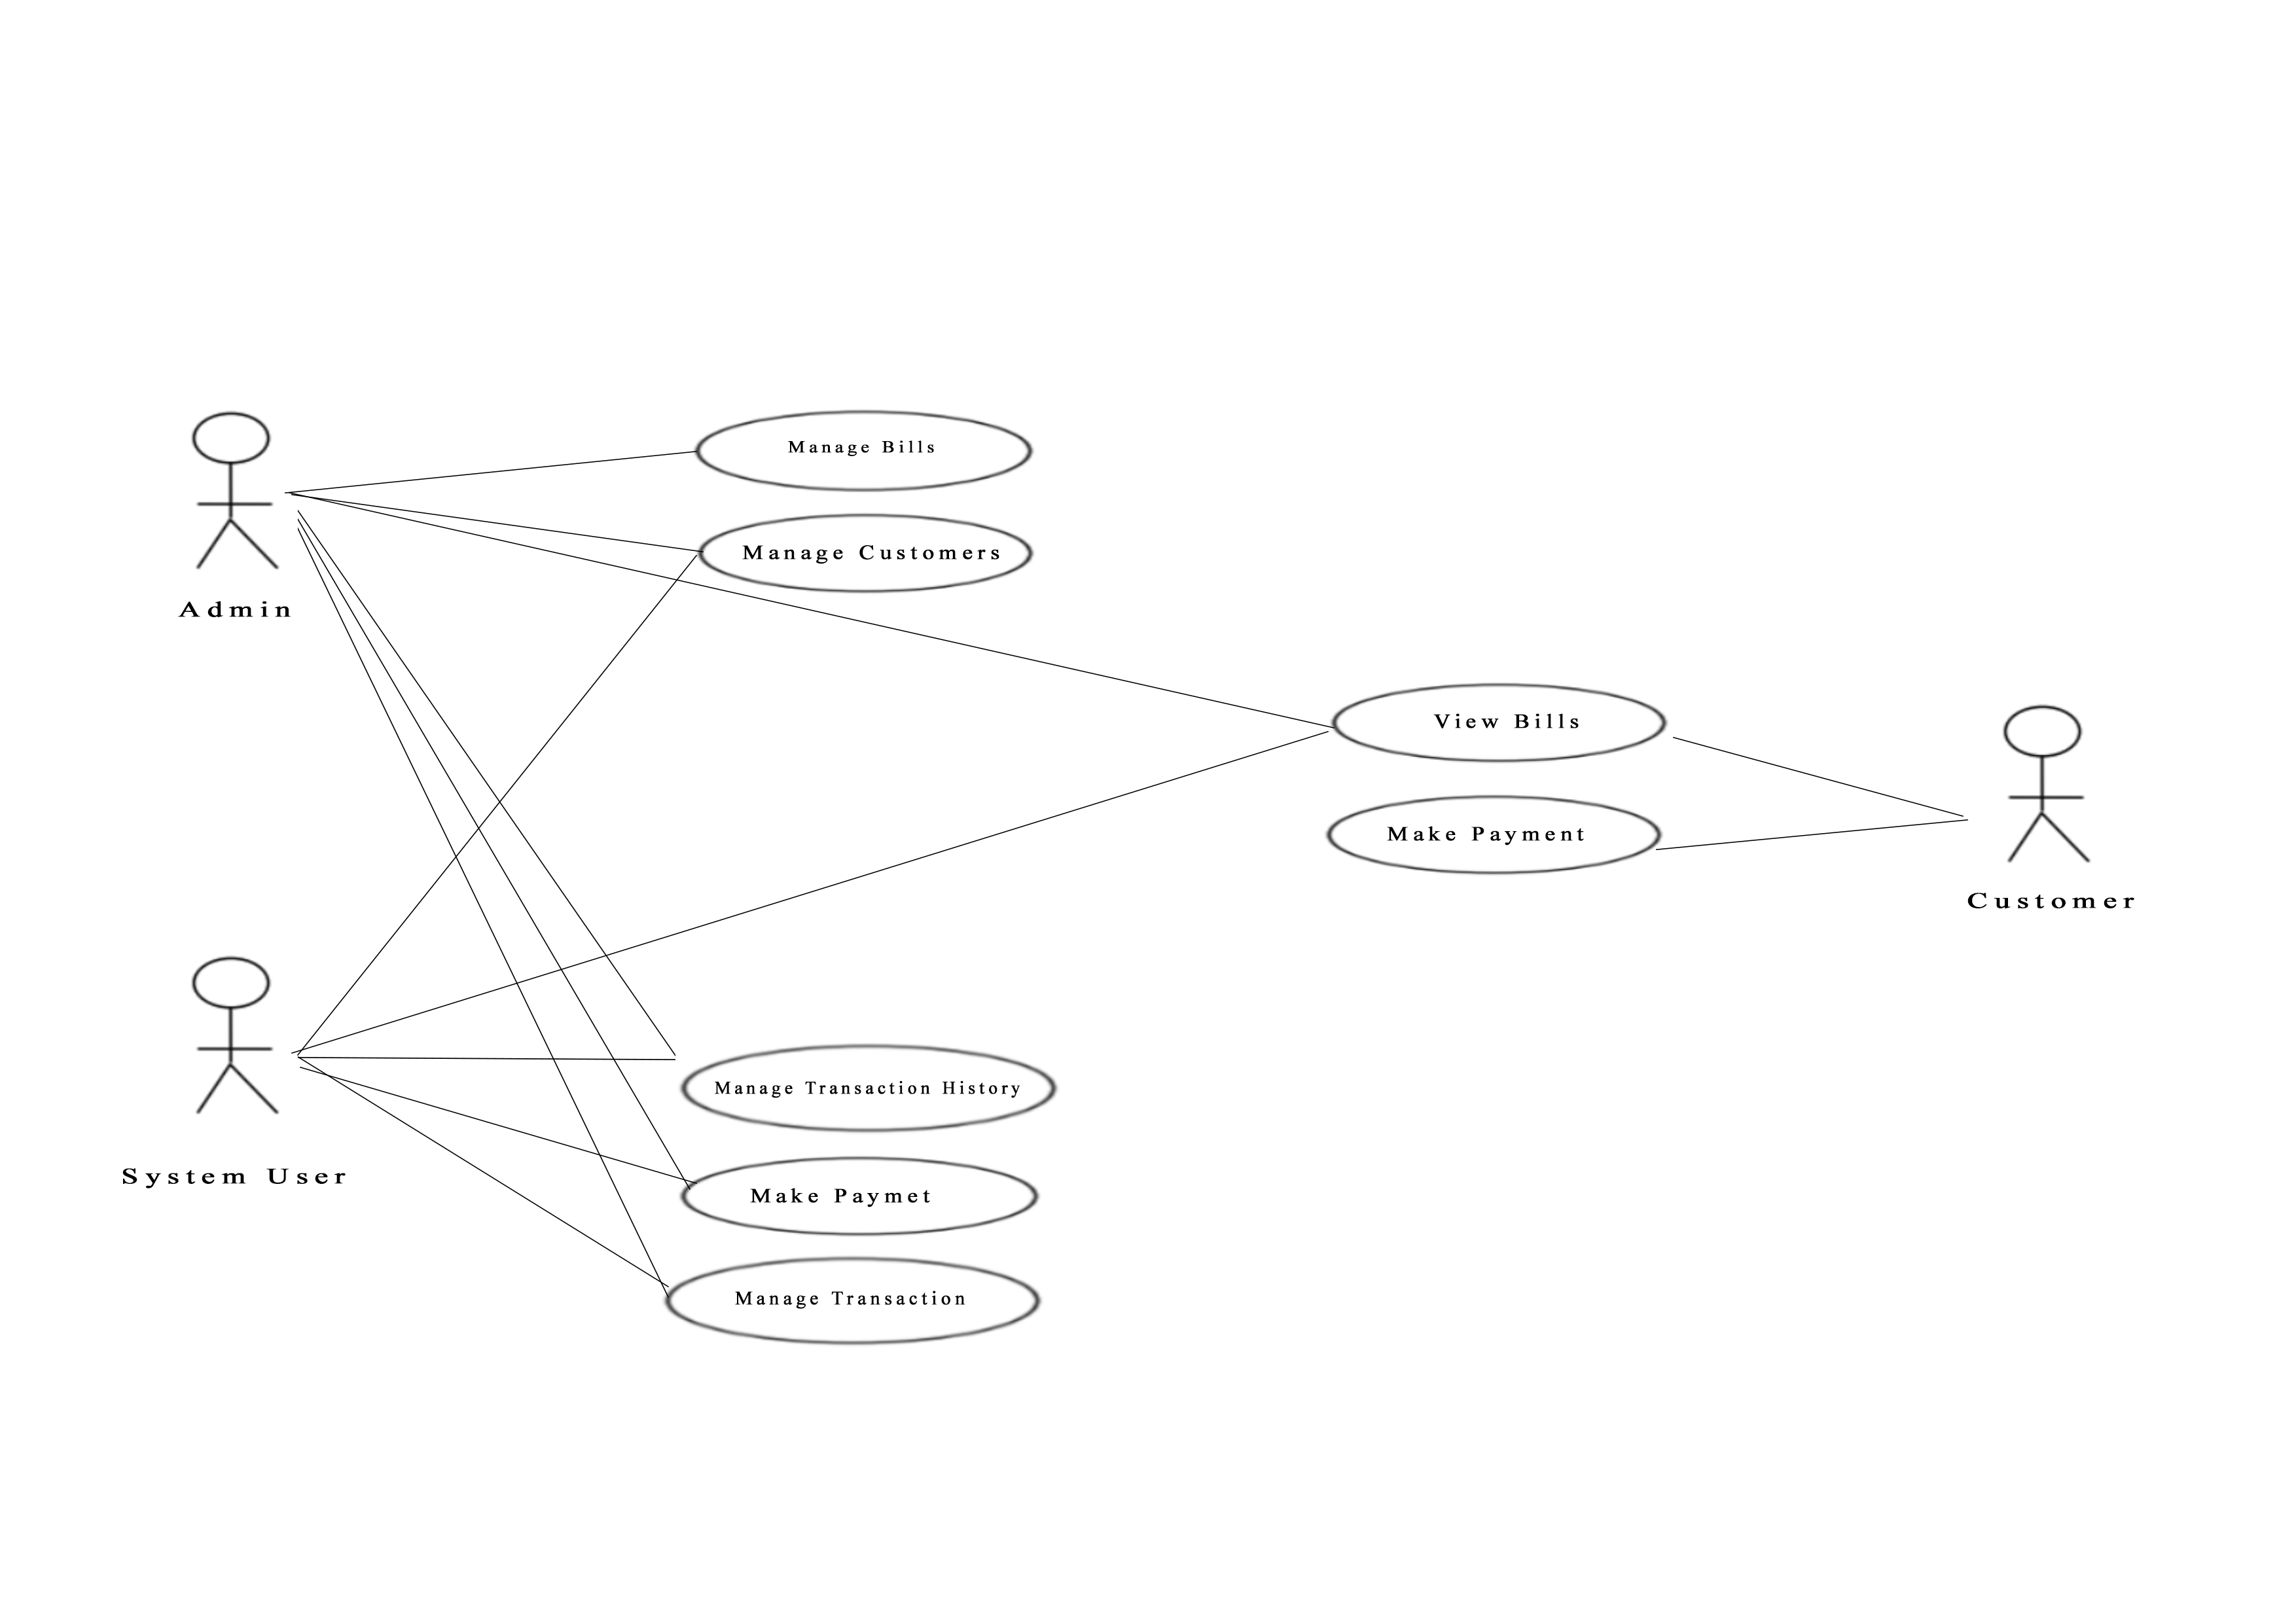 Manage Bills
Manage Customers
Admin
View Bills
Make Payment
Customer
Manage Transaction History
System User
Make Paymet
Manage Transaction